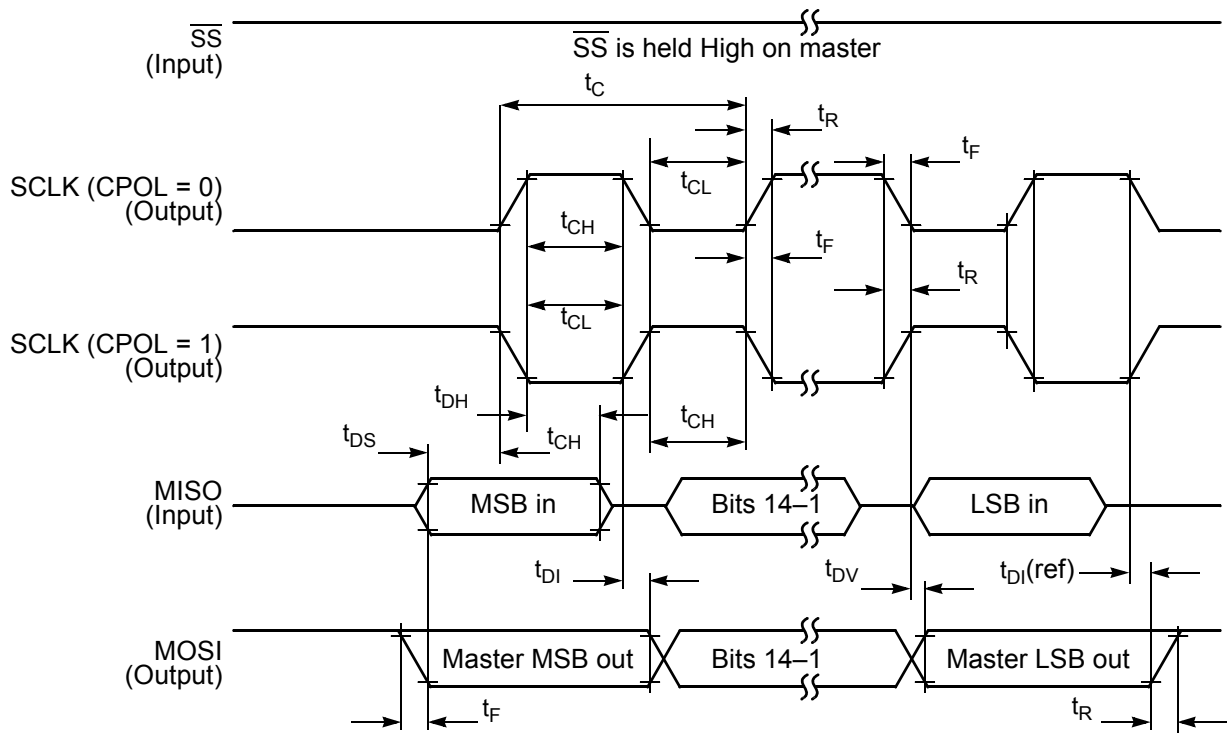 SS
(Input)
SS is held High on master
tC
tR
tF
SCLK (CPOL = 0)
(Output)
tCL
tCH
tF
tR
tCL
SCLK (CPOL = 1)
(Output)
tDH
tCH
tDS
tCH
MISO
(Input)
MSB in
Bits 14–1
LSB in
tDI
tDV
tDI(ref)
MOSI
(Output)
Master MSB out
Bits 14–1
Master LSB out
tF
tR